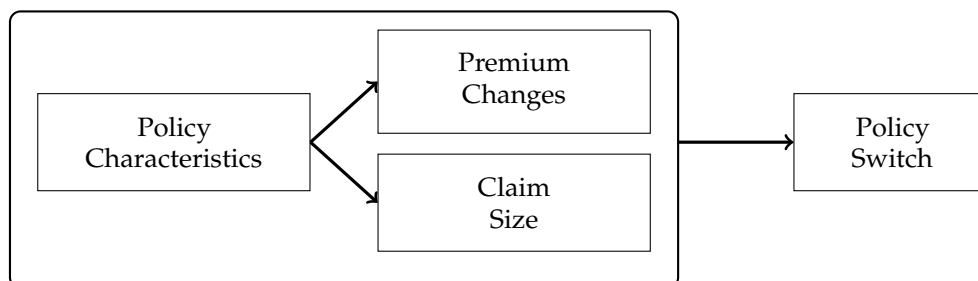 Premium
Changes
Policy
Characteristics
Claim
Size
Policy
Switch